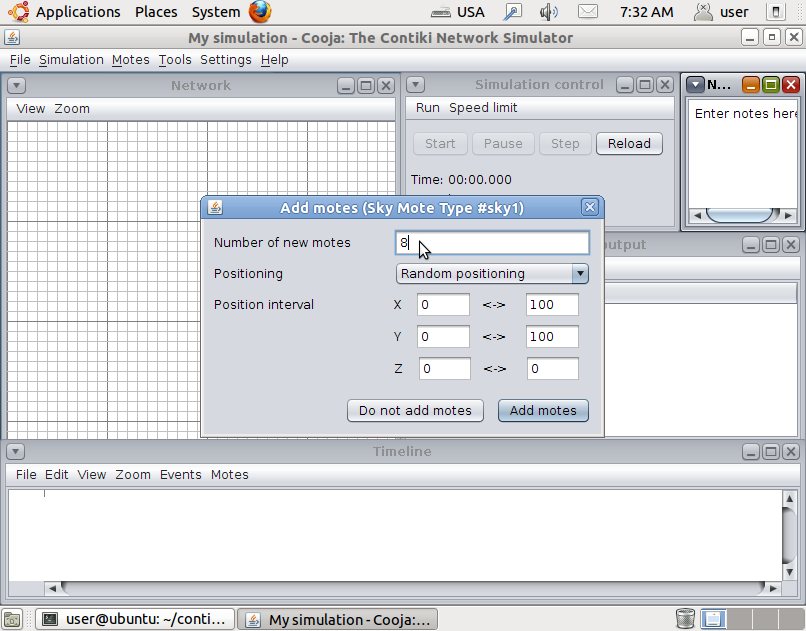 Applications Places System USA 7:32 AM user
My simulation - Cooja: The Contiki Network Simulator
File Simulation Motes Tools Settings Help
Network
View Zoom
Simulation control
Run Speed limit
Start Pause Step Reload
Time: 00:00.000
N...
Enter notes here
Add motes (Sky Mote Type #sky1)
Number of new motes 8
Positioning Random positioning
Position interval X 0 <-> 100
Y 0 <-> 100
Z 0 <-> 0
Do not add motes Add motes
utput
Timeline
File Edit View Zoom Events Motes
user@ubuntu: ~/conti... My simulation - Cooja:...